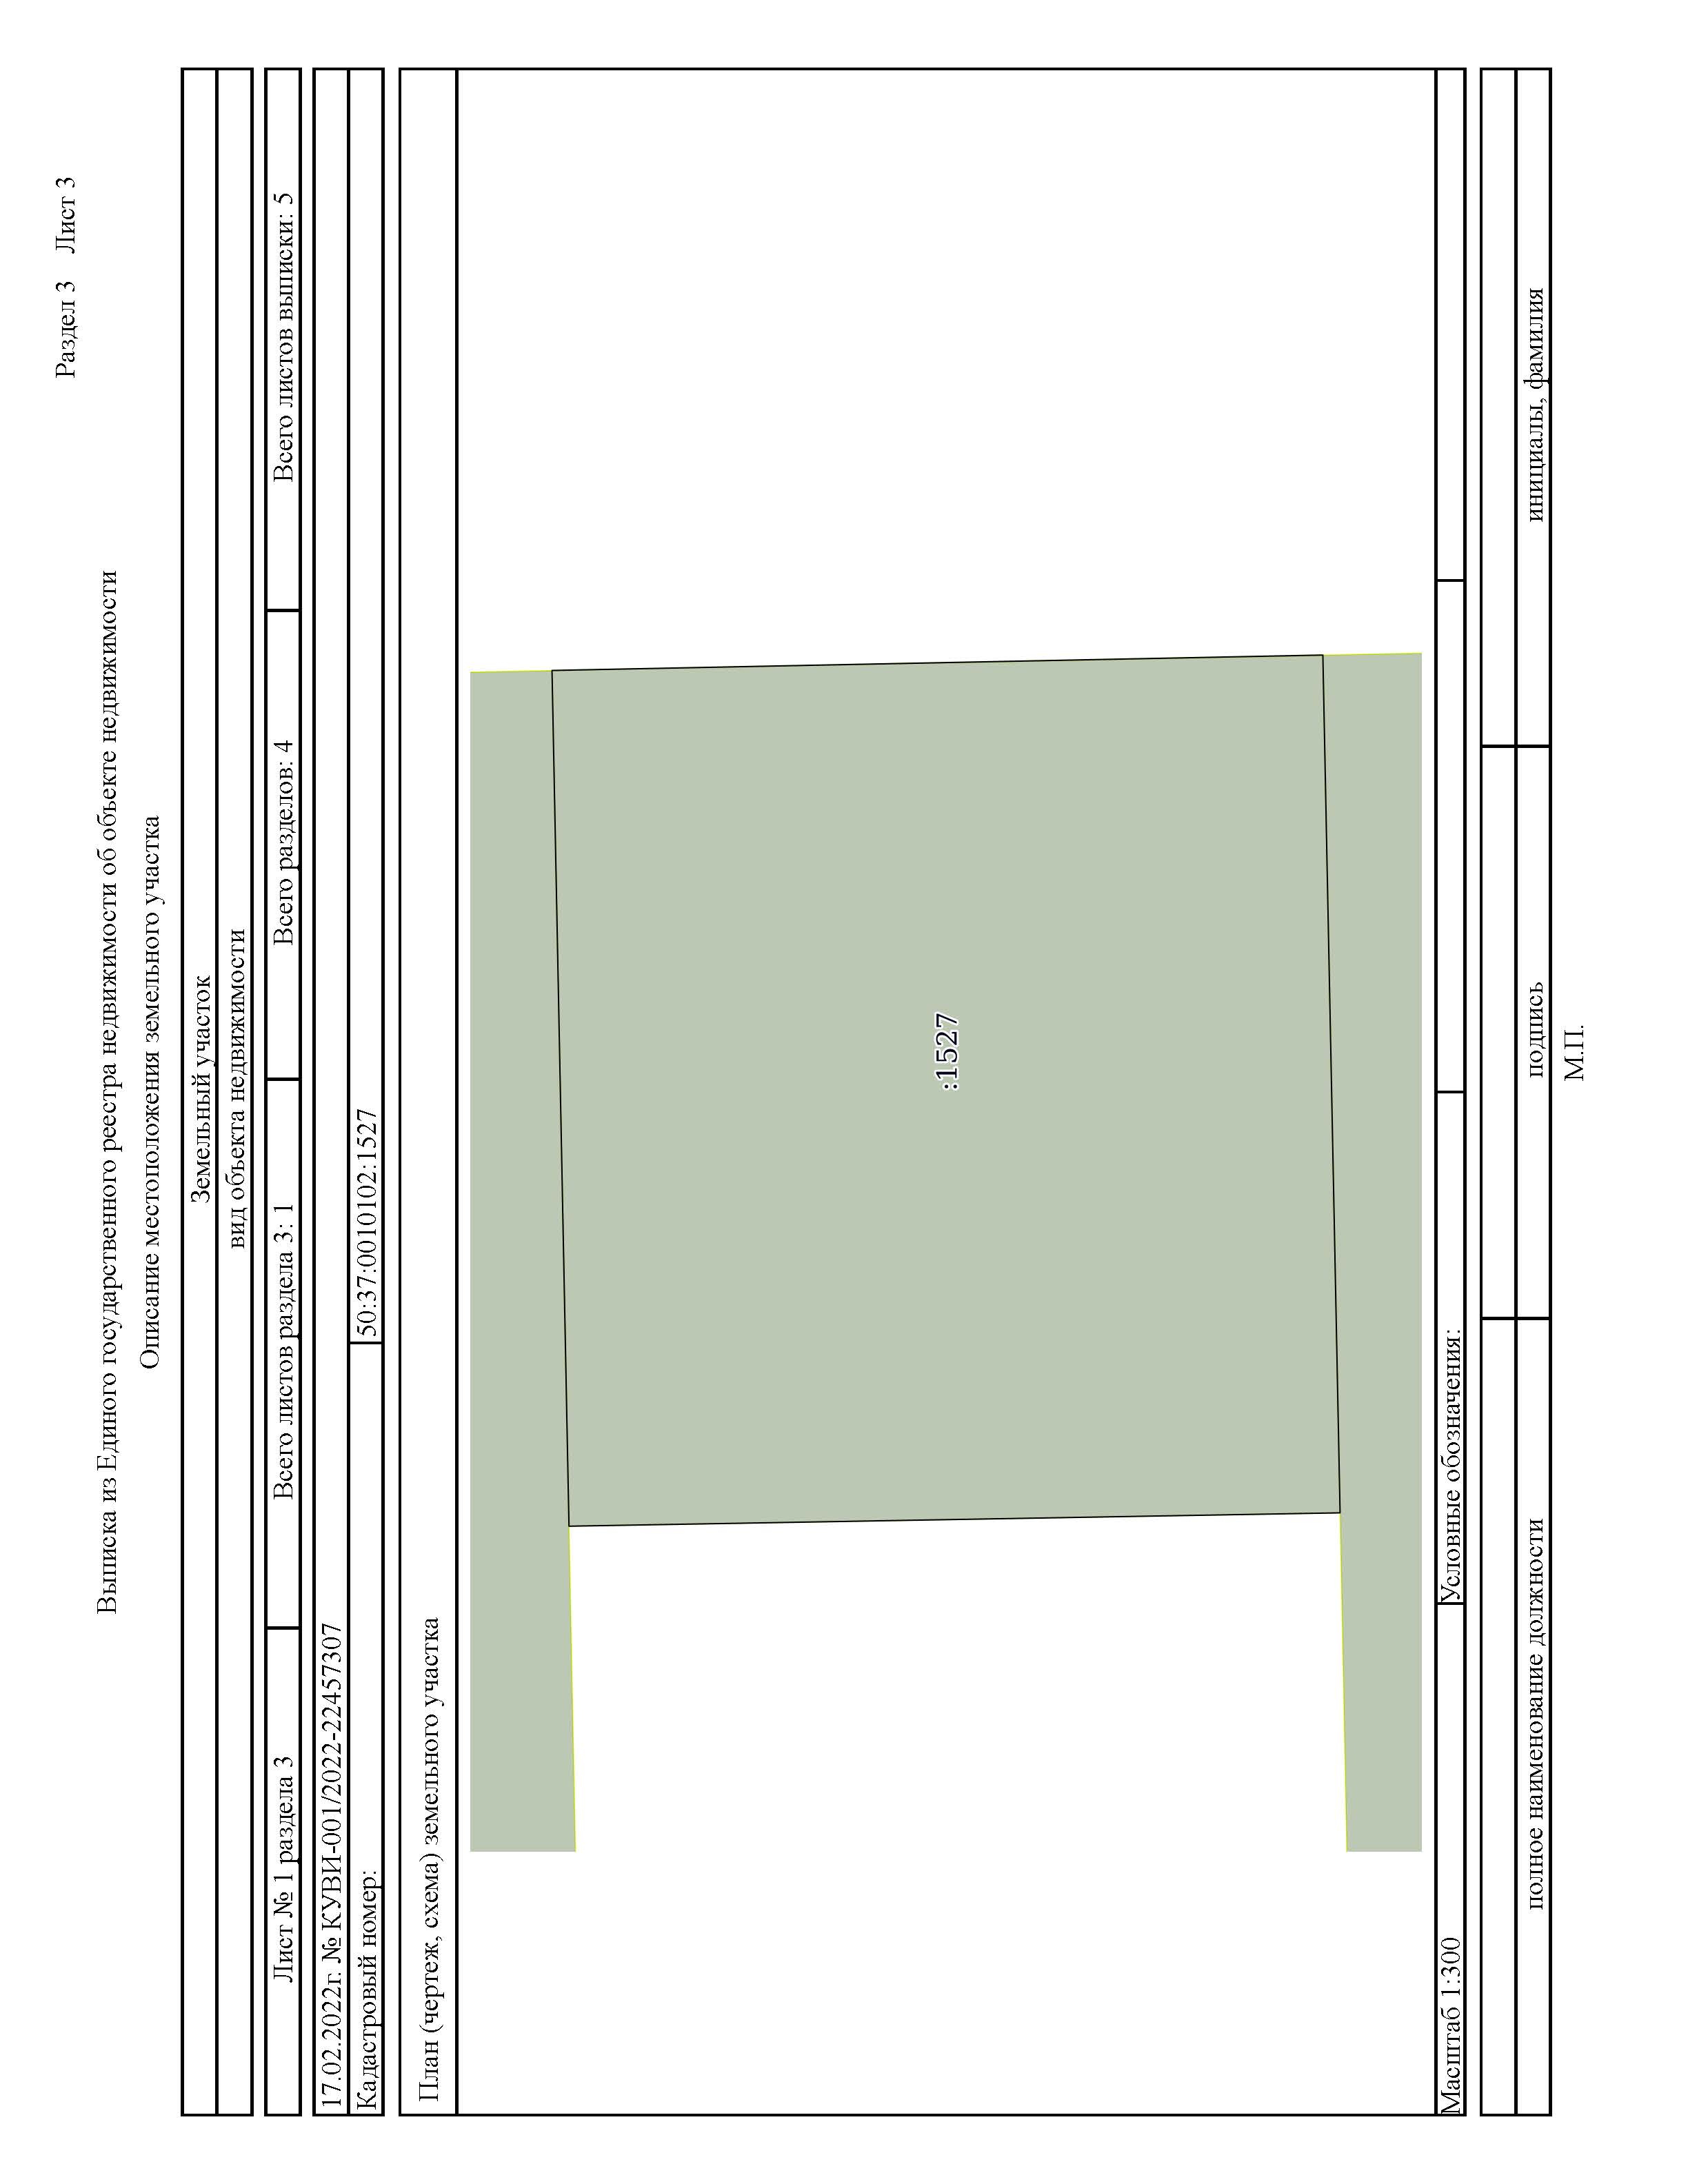 Раздел 3 Лист 3
Выписка из Единого государственного реестра недвижимости об объекте недвижимости
Описание местоположения земельного участка
Земельный участок
вид объекта недвижимости
Лист № 1 раздела 3 Всего листов раздела 3: 1 Всего разделов: 4 Всего листов выписки: 5
17.02.2022г. № КУВИ-001/2022-22457307
Кадастровый номер: 50:37:0010102:1527
План (чертеж, схема) земельного участка
:1527
Масштаб 1:300 Условные обозначения:
полное наименование должности подпись инициалы, фамилия
М.П.